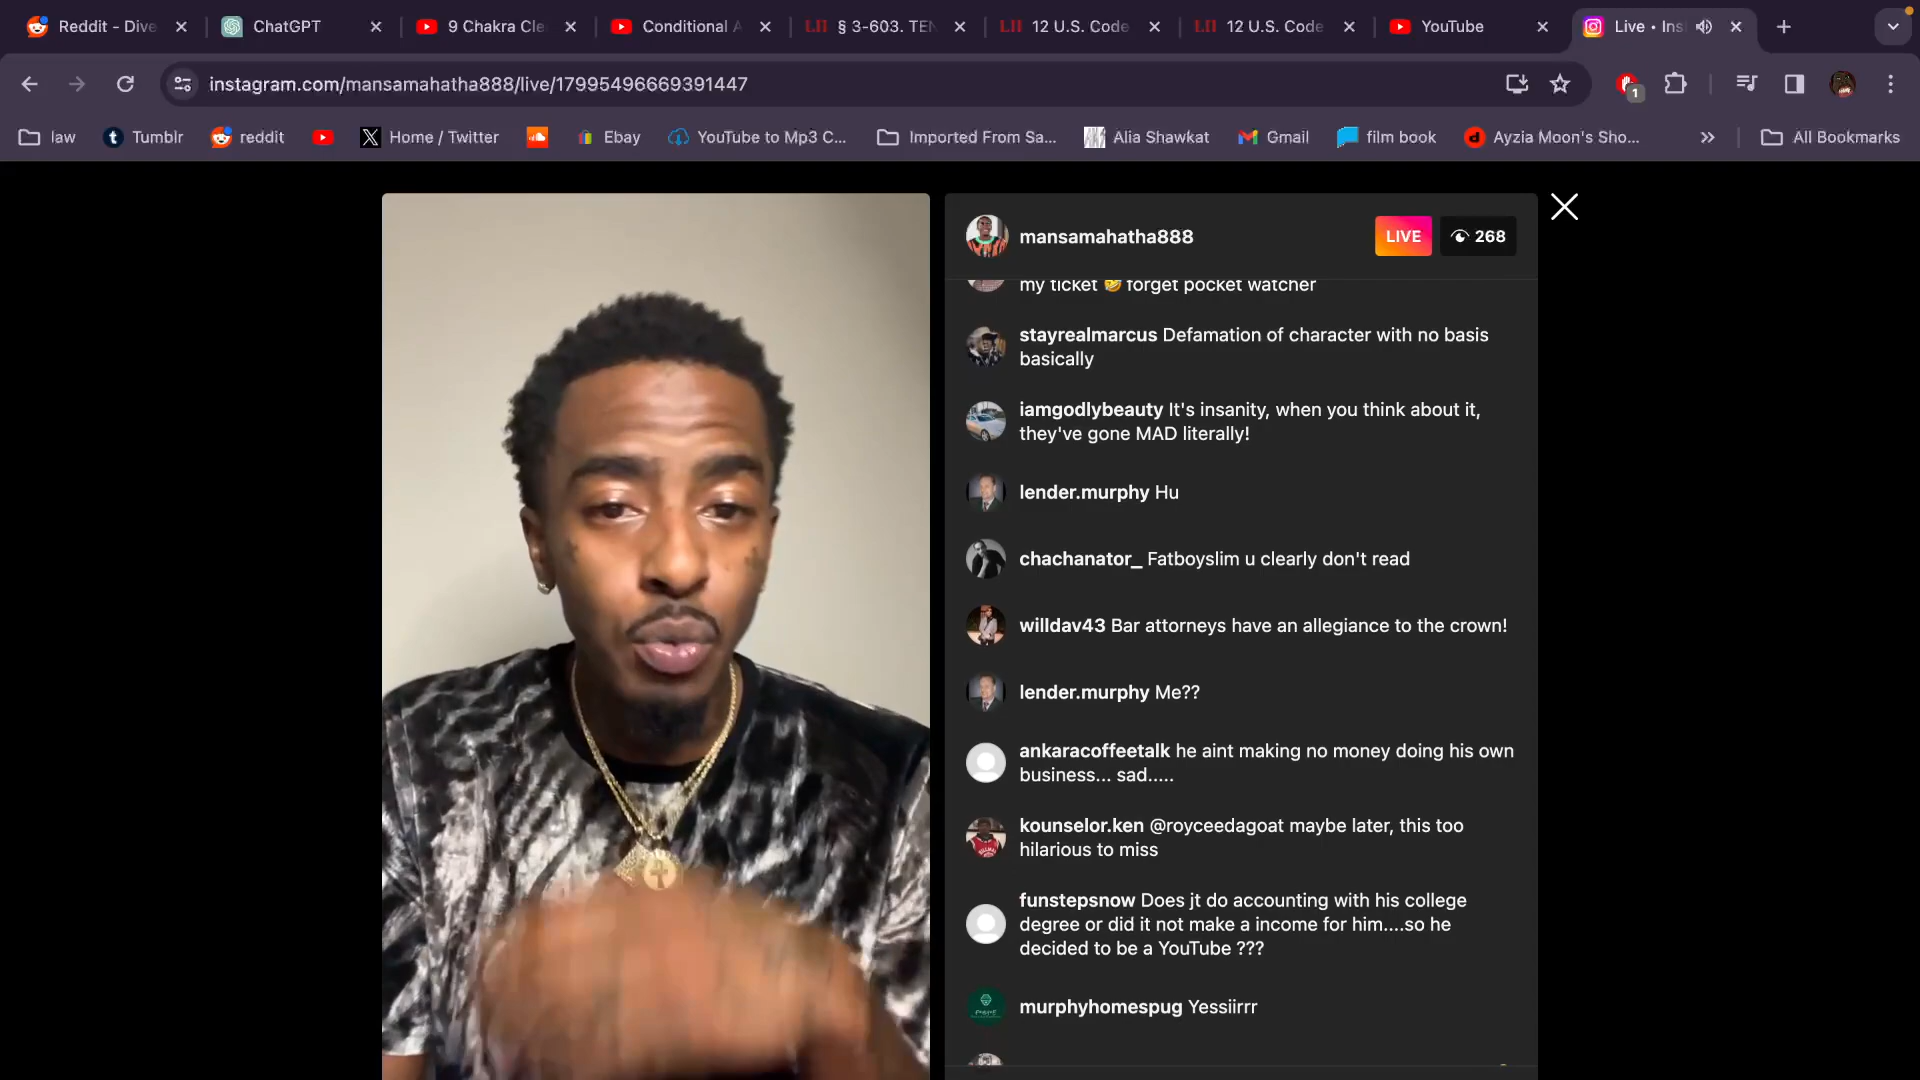 Reddit - Dive
ChatGPT
9 Chakra Cle
Conditional A
§ 3-603. TEN
12 U.S. Code
12 U.S. Code
YouTube
Live • Ins
instagram.com/mansamahatha888/live/17995496669391447
1
law
Tumblr
reddit
Home / Twitter
Ebay
YouTube to Mp3 C...
Imported From Sa...
Alia Shawkat
Gmail
film book
Ayzia Moon's Sho...
All Bookmarks
mansamahatha888
LIVE
268
my ticket 🤣 forget pocket watcher
stayrealmarcus Defamation of character with no basis
basically
iamgodlybeauty It's insanity, when you think about it,
they've gone MAD literally!
lender.murphy Hu
chachanator_ Fatboyslim u clearly don't read
willdav43 Bar attorneys have an allegiance to the crown!
lender.murphy Me??
ankaracoffeetalk he aint making no money doing his own
business... sad.....
kounselor.ken @royceedagoat maybe later, this too
hilarious to miss
funstepsnow Does jt do accounting with his college
degree or did it not make a income for him....so he
decided to be a YouTube ???
murphyhomespug Yessiirrr